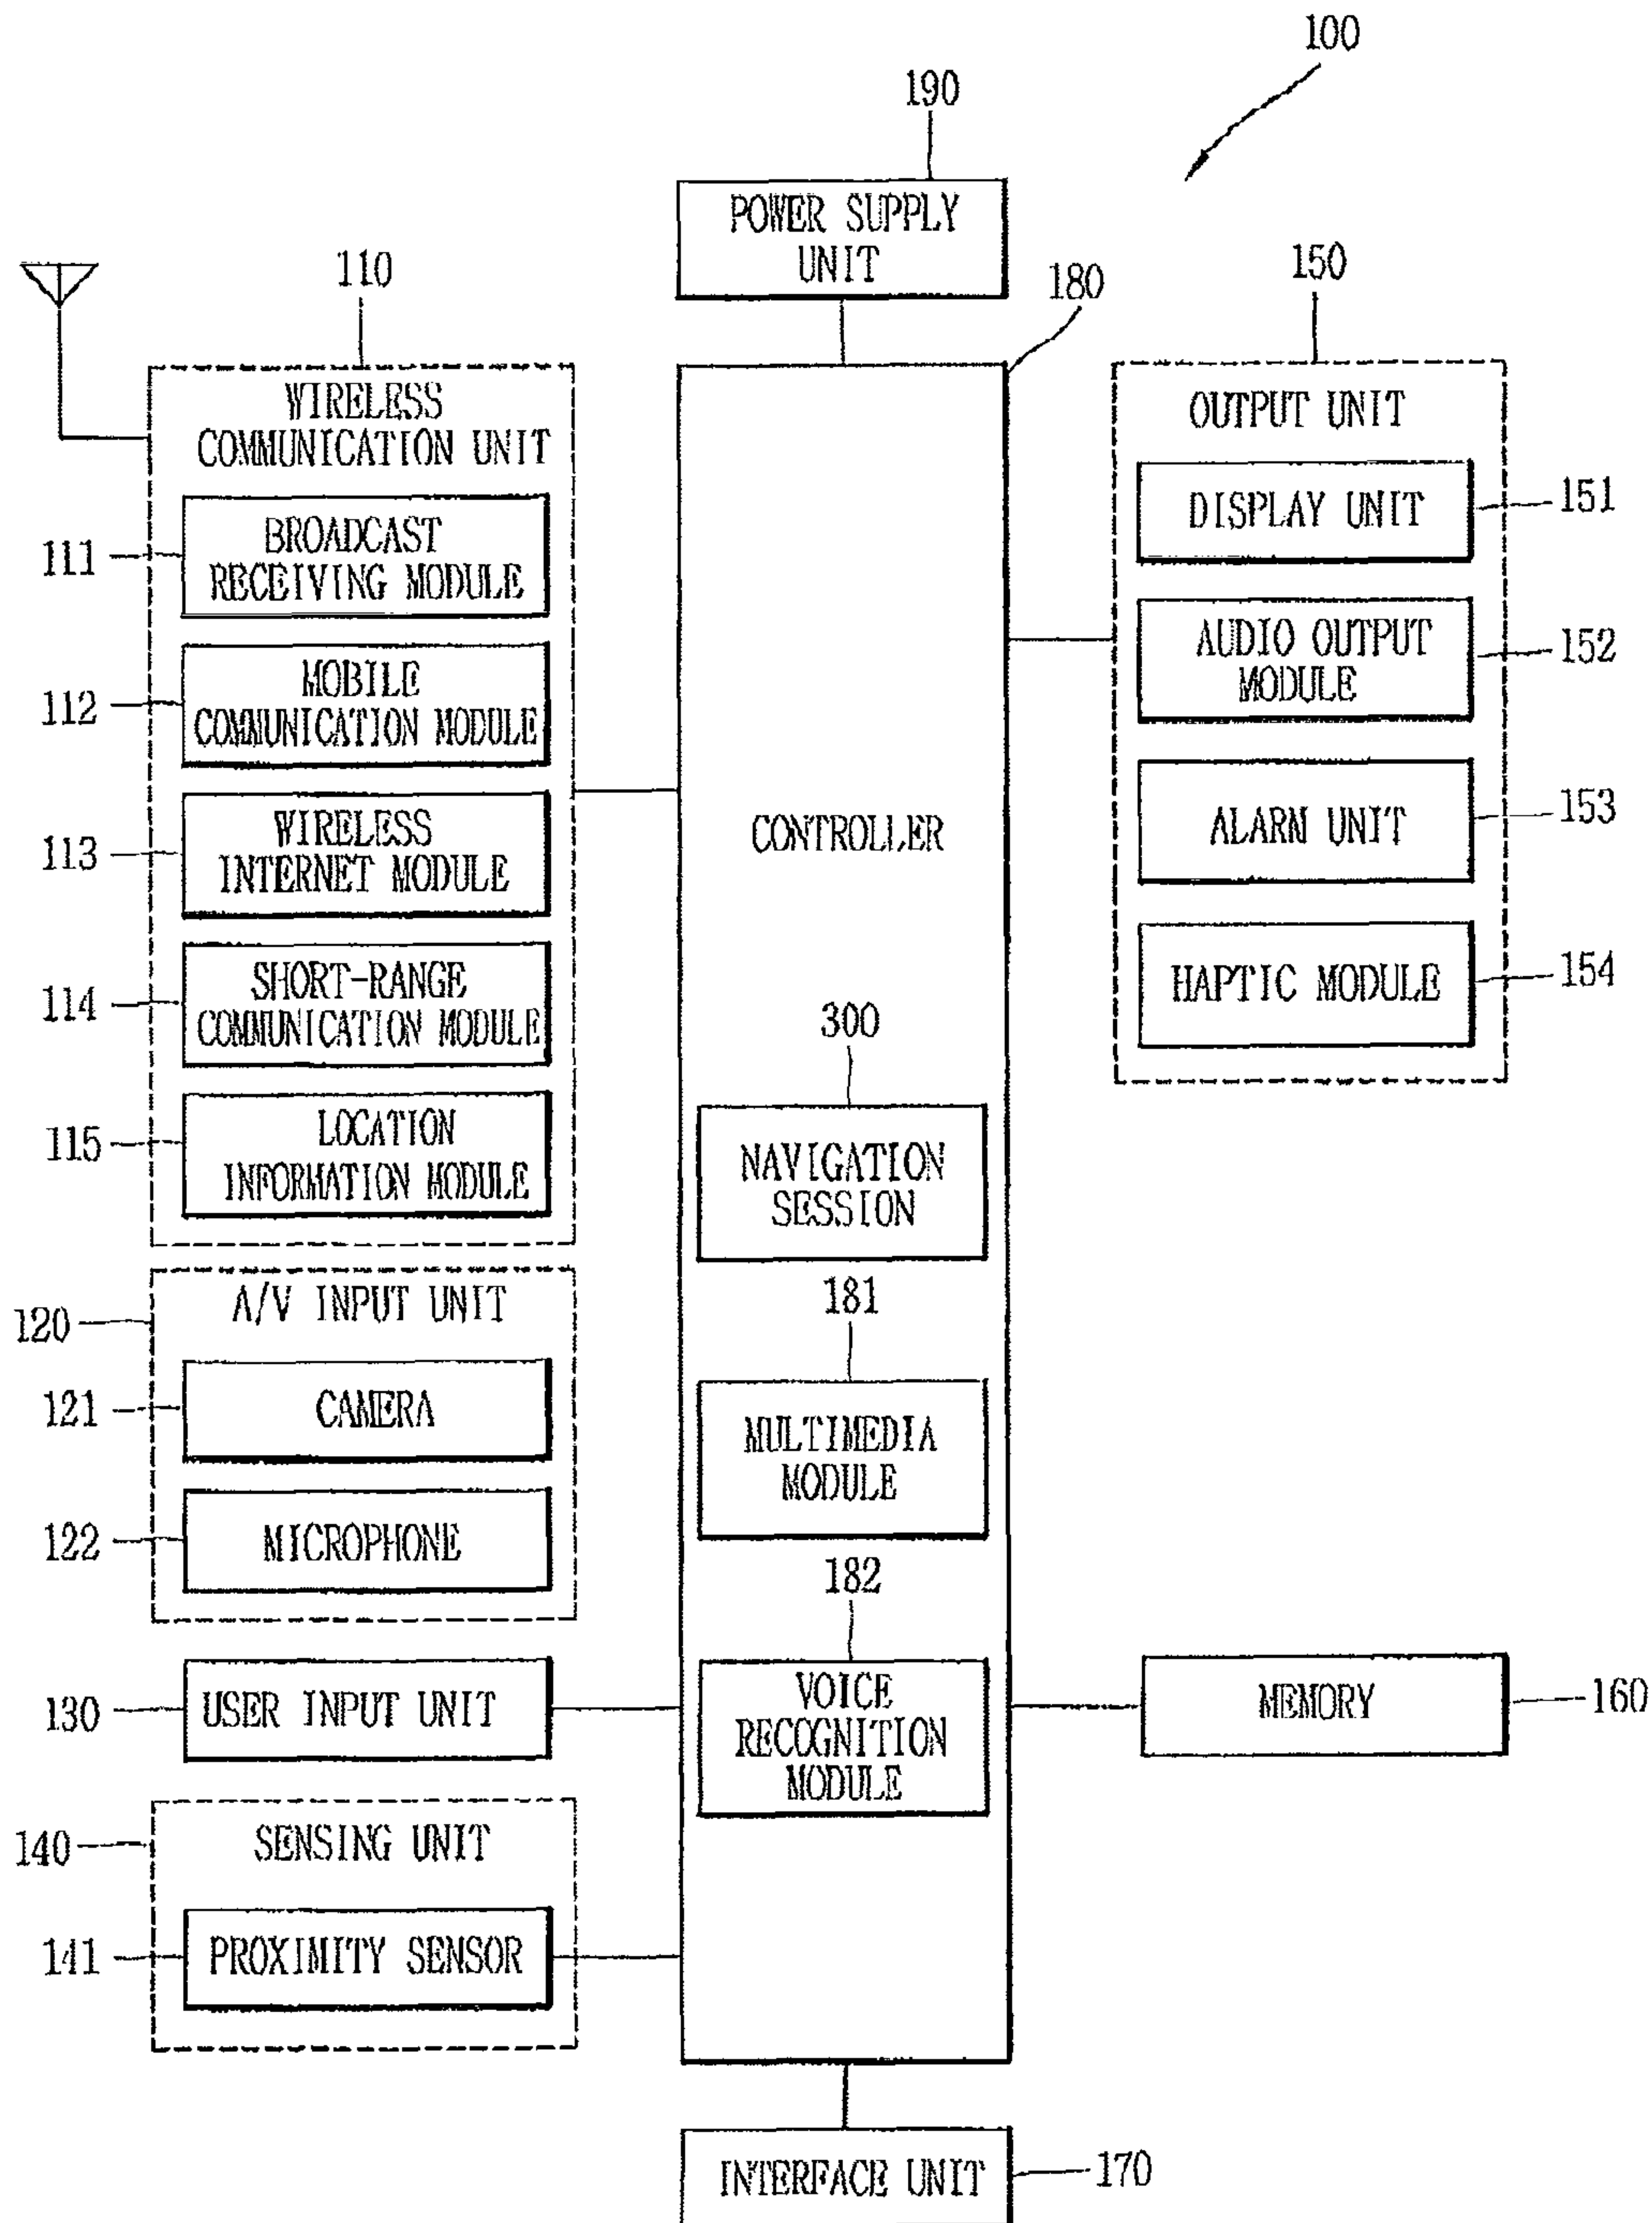 100
190
POWER SUPPLY
UNIT
110
180
150
WIRELESS
COMMUNICATION UNIT
111
BROADCAST
RECEIVING MODULE
112
MOBILE
COMMUNICATION MODULE
113
WIRELESS
INTERNET MODULE
114
SHORT-RANGE
COMMUNICATION MODULE
115
LOCATION
INFORMATION MODULE
120
A/V INPUT UNIT
121
CAMERA
122
MICROPHONE
130
USER INPUT UNIT
140
SENSING UNIT
141
PROXIMITY SENSOR
CONTROLLER
300
NAVIGATION
SESSION
181
MULTIMEDIA
MODULE
182
VOICE
RECOGNITION
MODULE
OUTPUT UNIT
DISPLAY UNIT
151
AUDIO OUTPUT
MODULE
152
ALARM UNIT
153
HAPTIC MODULE
154
MEMORY
160
INTERFACE UNIT
170